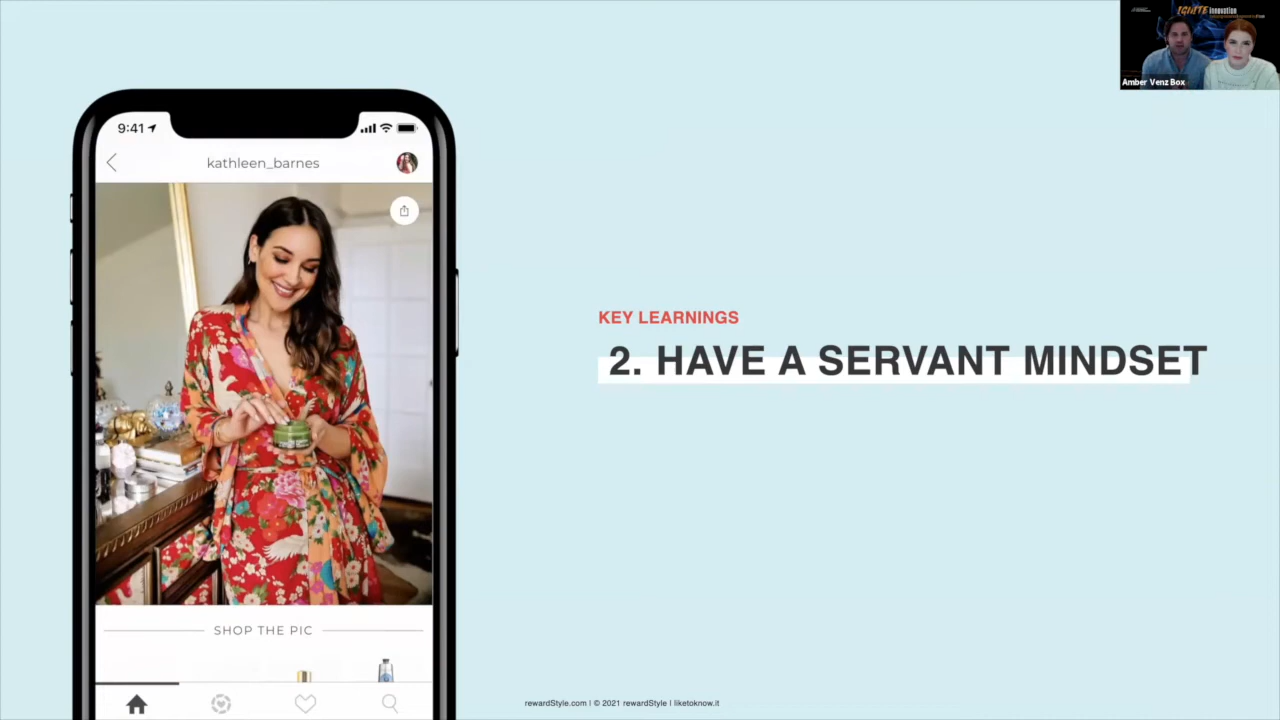 IGNITE innovation
Amber Venz Box
9:41
kathleen_barnes
KEY LEARNINGS
2. HAVE A SERVANT MINDSET
SHOP THE PIC
rewardStyle.com | © 2021 rewardStyle | liketoknow.it